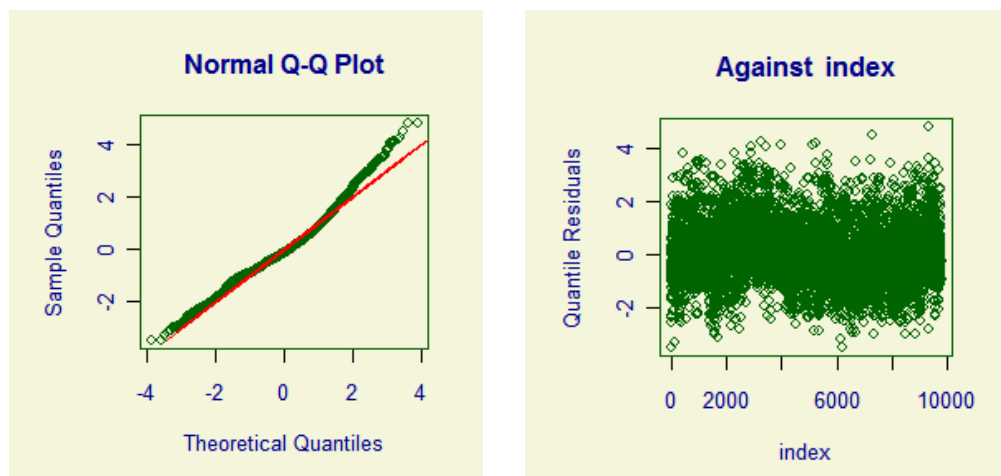 Normal Q-Q Plot
Sample Quantiles
4
2
0
-2
-4 -2 0 2 4
Theoretical Quantiles
Against index
Quantile Residuals
4
2
0
-2
0 2000 6000 10000
index